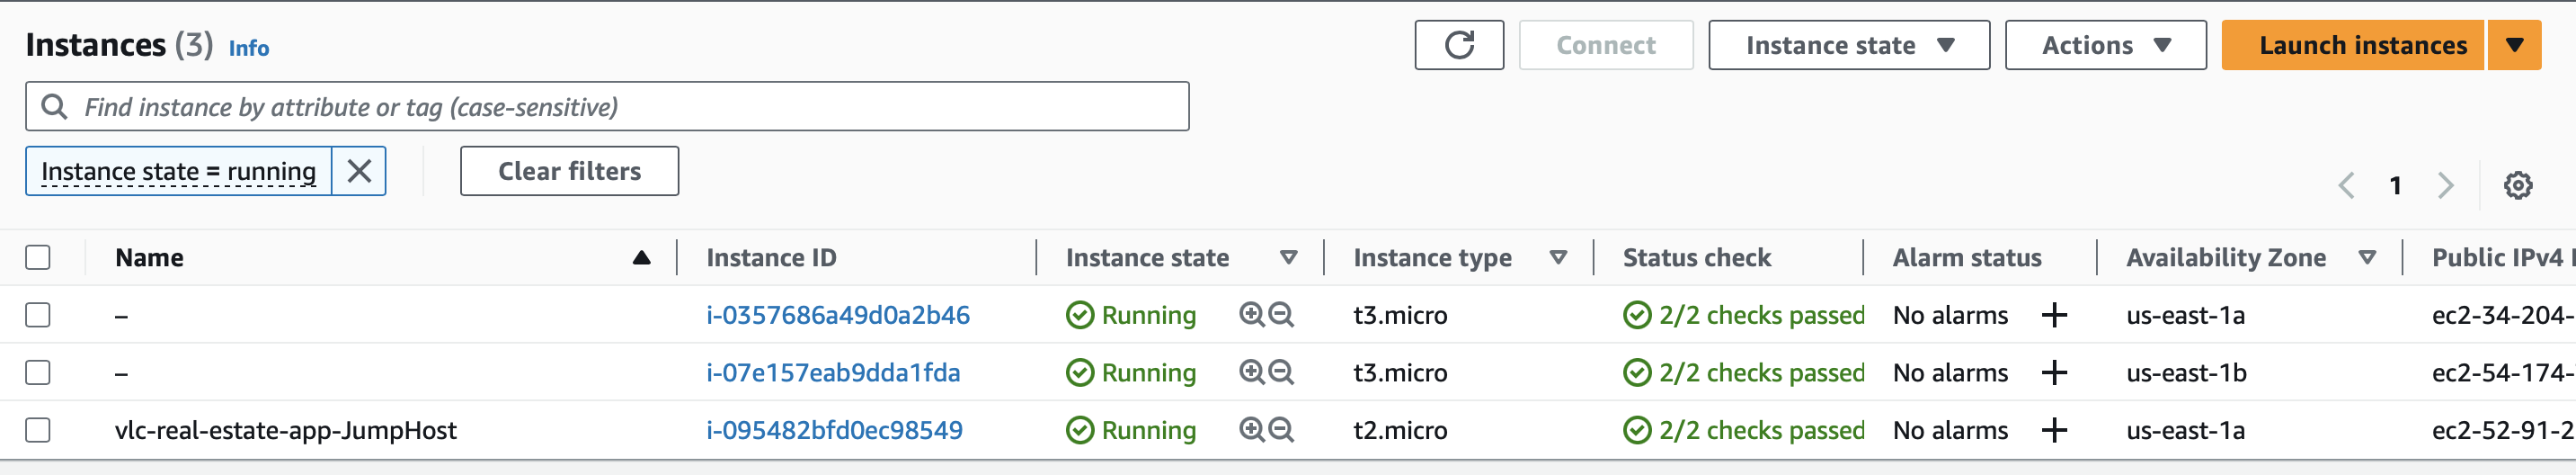 Instances (3) Info
Connect
Instance state
Actions
Launch instances
Find instance by attribute or tag (case-sensitive)
Instance state = running
Clear filters
1
Name Instance ID Instance state Instance type Status check Alarm status Availability Zone Public IPv4
– i-0357686a49d0a2b46 Running t3.micro 2/2 checks passed No alarms + us-east-1a ec2-34-204-
– i-07e157eab9dda1fda Running t3.micro 2/2 checks passed No alarms + us-east-1b ec2-54-174-
vlc-real-estate-app-JumpHost i-095482bfd0ec98549 Running t2.micro 2/2 checks passed No alarms + us-east-1a ec2-52-91-2